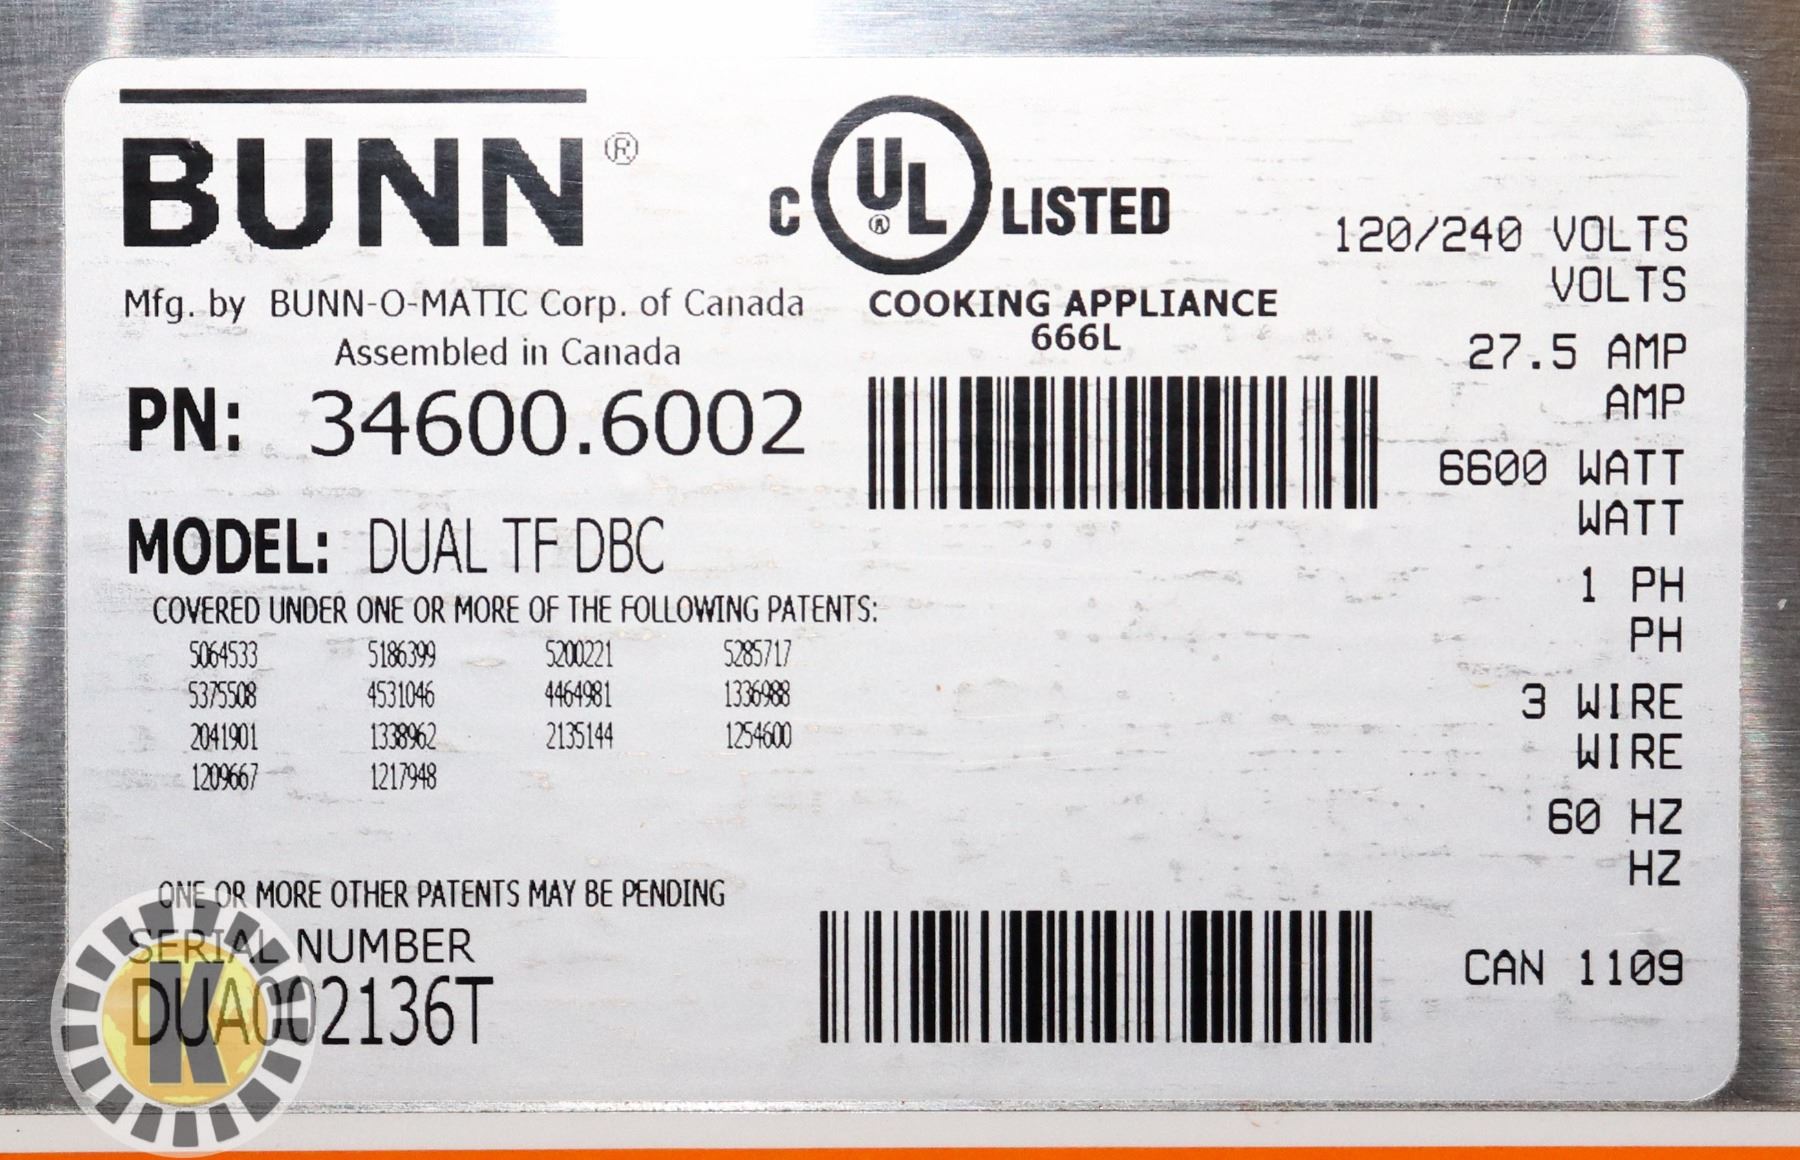 BUNN®
C UL® LISTED
Mfg. by BUNN-O-MATIC Corp. of Canada
Assembled in Canada
COOKING APPLIANCE
666L
PN: 34600.6002
MODEL: DUAL TF DBC
COVERED UNDER ONE OR MORE OF THE FOLLOWING PATENTS:
5064533 5186399 5200221 5285717
5375508 4531046 4464981 1336988
2041901 1338962 2135144 1254600
1209667 1217948
ONE OR MORE OTHER PATENTS MAY BE PENDING
SERIAL NUMBER
DUA002136T
120/240 VOLTS
VOLTS
27.5 AMP
AMP
6600 WATT
WATT
1 PH
PH
3 WIRE
WIRE
60 HZ
HZ
CAN 1109
K